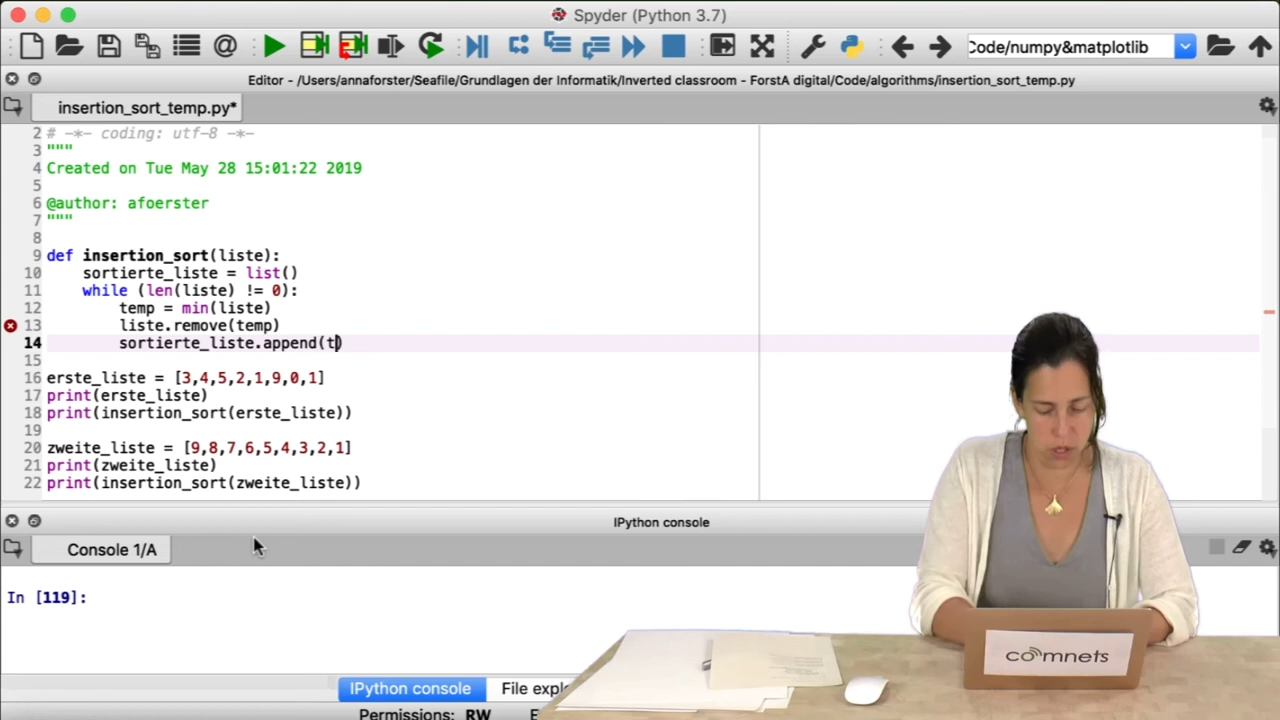 Spyder (Python 3.7)
Code/numpy&matplotlib
Editor - /Users/annaforster/Seafile/Grundlagen der Informatik/Inverted classroom - ForstA digital/Code/algorithms/insertion_sort_temp.py
insertion_sort_temp.py*
2 # -*- coding: utf-8 -*-
3 """
4 Created on Tue May 28 15:01:22 2019
5
6 @author: afoerster
7 """
8
9 def insertion_sort(liste):
10 sortierte_liste = list()
11 while (len(liste) != 0):
12 temp = min(liste)
13 liste.remove(temp)
14 sortierte_liste.append(t)
15
16 erste_liste = [3,4,5,2,1,9,0,1]
17 print(erste_liste)
18 print(insertion_sort(erste_liste))
19
20 zweite_liste = [9,8,7,6,5,4,3,2,1]
21 print(zweite_liste)
22 print(insertion_sort(zweite_liste))
IPython console
Console 1/A
In [119]:
comnets
IPython console File expl
Permissions: RW E